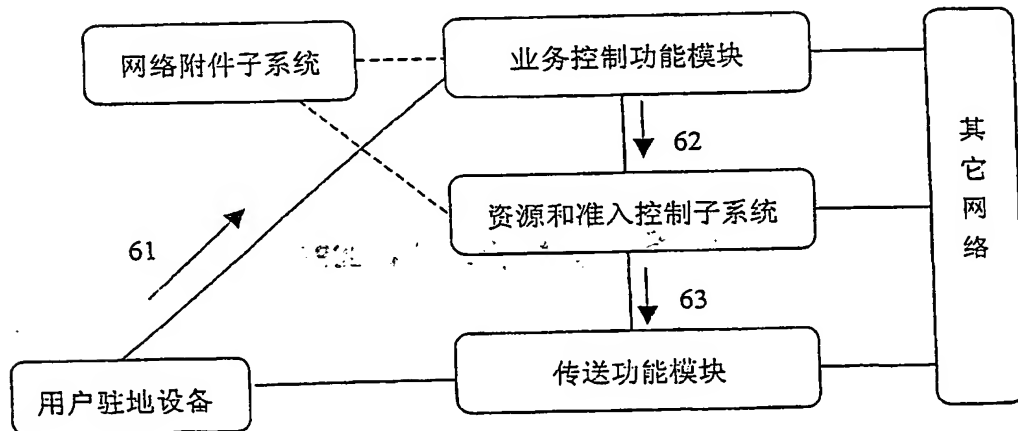 网络附件子系统
业务控制功能模块
62
资源和准入控制子系统
61
63
传送功能模块
用户驻地设备
其它网络